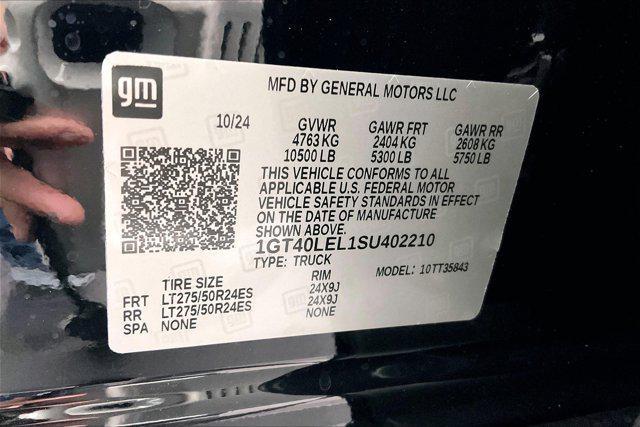 gm
MFD BY GENERAL MOTORS LLC
10/24 GVWR GAWR FRT GAWR RR
4763 KG 2404 KG 2608 KG
10500 LB 5300 LB 5750 LB
THIS VEHICLE CONFORMS TO ALL
APPLICABLE U.S. FEDERAL MOTOR
VEHICLE SAFETY STANDARDS IN EFFECT
ON THE DATE OF MANUFACTURE
SHOWN ABOVE.
1GT40LEL1SU402210
TYPE: TRUCK MODEL: 10TT35843
TIRE SIZE RIM
FRT LT275/50R24ES 24X9J
RR LT275/50R24ES 24X9J
SPA NONE NONE